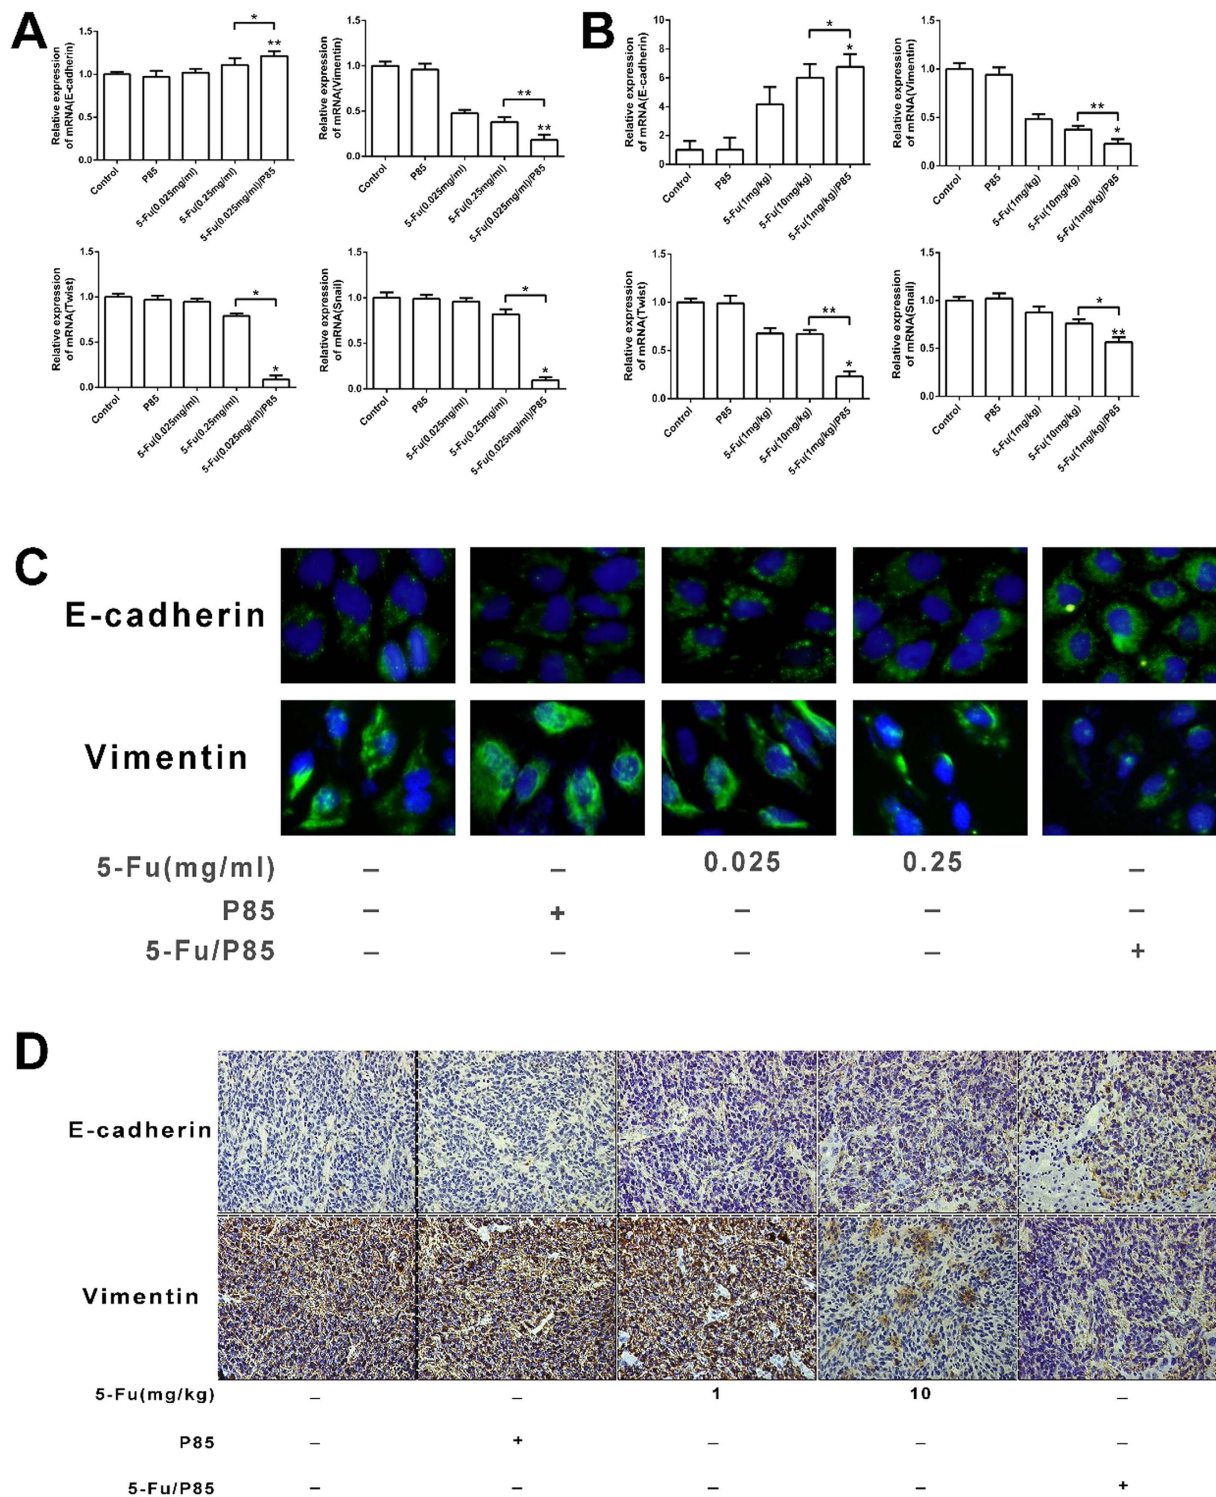 A
Relative expression
of mRNA(E-cadherin)
1.5
1.0
0.5
0.0
*
**
Control
P85
5-Fu(0.025mg/ml)
5-Fu(0.25mg/ml)
5-Fu(0.025mg/ml)/P85
Relative expression
of mRNA(Vimentin)
1.5
1.0
0.5
0.0
**
**
Control
P85
5-Fu(0.025mg/ml)
5-Fu(0.25mg/ml)
5-Fu(0.025mg/ml)/P85
Relative expression
of mRNA(Twist)
1.5
1.0
0.5
0.0
*
*
Control
P85
5-Fu(0.025mg/ml)
5-Fu(0.25mg/ml)
5-Fu(0.025mg/ml)/P85
Relative expression
of mRNA(Snail)
1.5
1.0
0.5
0.0
*
*
Control
P85
5-Fu(0.025mg/ml)
5-Fu(0.25mg/ml)
5-Fu(0.025mg/ml)/P85
B
Relative expression
of mRNA(E-cadherin)
10
8
6
4
2
0
*
*
Control
P85
5-Fu(1mg/kg)
5-Fu(10mg/kg)
5-Fu(1mg/kg)/P85
Relative expression
of mRNA(Vimentin)
1.5
1.0
0.5
0.0
**
*
Control
P85
5-Fu(1mg/kg)
5-Fu(10mg/kg)
5-Fu(1mg/kg)/P85
Relative expression
of mRNA(Twist)
1.5
1.0
0.5
0.0
**
*
Control
P85
5-Fu(1mg/kg)
5-Fu(10mg/kg)
5-Fu(1mg/kg)/P85
Relative expression
of mRNA(Snail)
1.5
1.0
0.5
0.0
*
**
Control
P85
5-Fu(1mg/kg)
5-Fu(10mg/kg)
5-Fu(1mg/kg)/P85
C
E-cadherin
Vimentin
5-Fu(mg/ml) – – 0.025 0.25 –
P85 – + – – –
5-Fu/P85 – – – – +
D
E-cadherin
Vimentin
5-Fu(mg/kg) – – 1 10 –
P85 – + – – –
5-Fu/P85 – – – – +